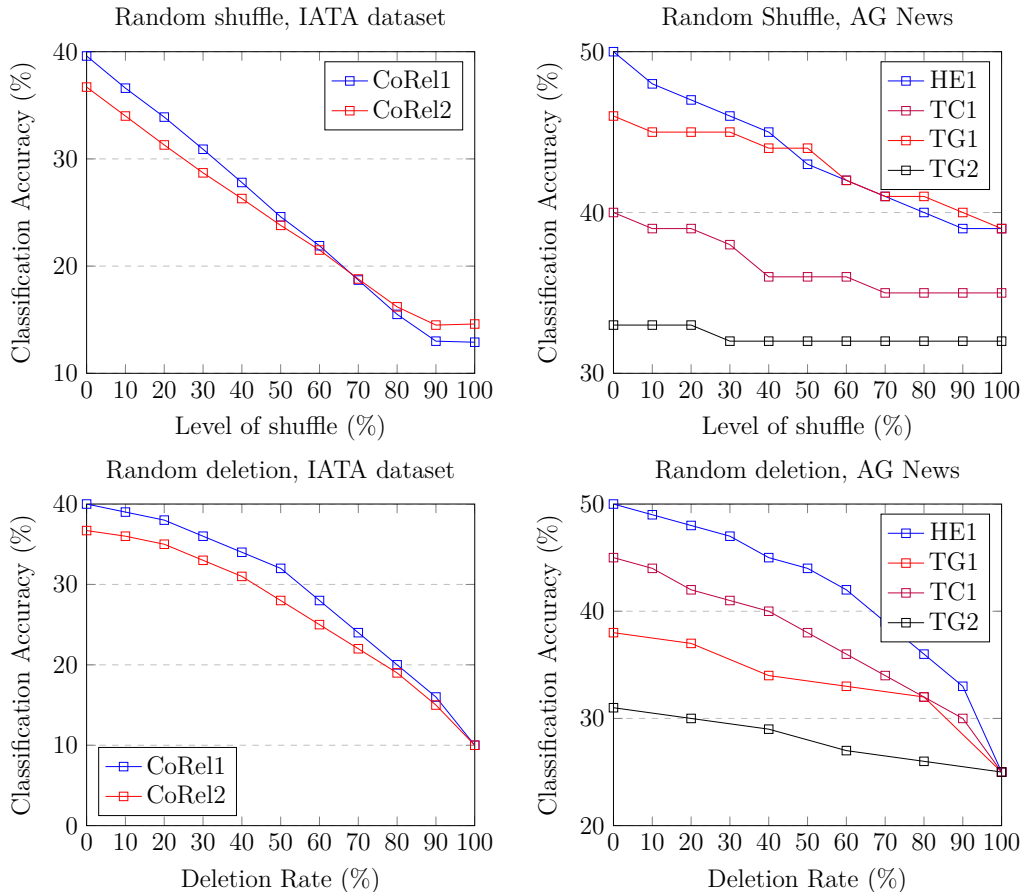 Random shuffle, IATA dataset
Classification Accuracy (%)
40
30
20
10
0 10 20 30 40 50 60 70 80 90 100
Level of shuffle (%)
CoRel1
CoRel2
Random Shuffle, AG News
Classification Accuracy (%)
50
40
30
0 10 20 30 40 50 60 70 80 90 100
Level of shuffle (%)
HE1
TC1
TG1
TG2
Random deletion, IATA dataset
Classification Accuracy (%)
40
30
20
10
0
0 10 20 30 40 50 60 70 80 90 100
Deletion Rate (%)
CoRel1
CoRel2
Random deletion, AG News
Classification Accuracy (%)
50
40
30
20
0 10 20 30 40 50 60 70 80 90 100
Deletion Rate (%)
HE1
TG1
TC1
TG2